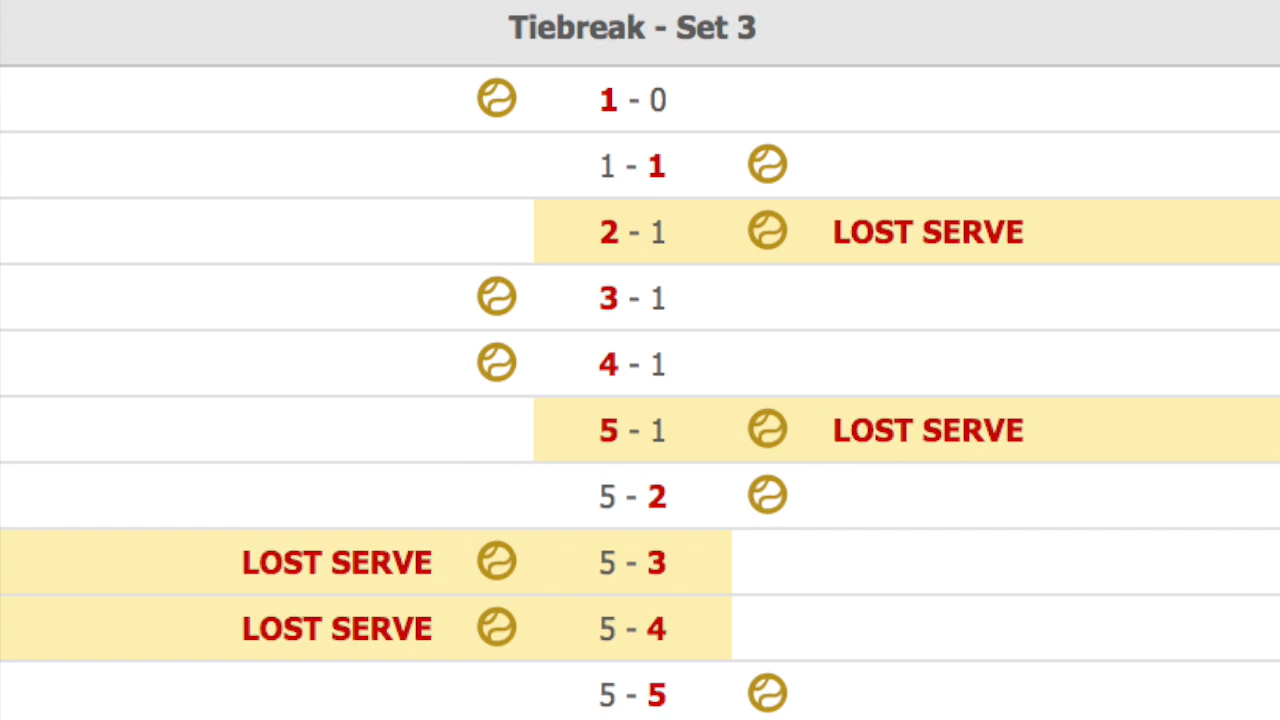 Tiebreak - Set 3
1 - 0
1 - 1
2 - 1 LOST SERVE
3 - 1
4 - 1
5 - 1 LOST SERVE
5 - 2
LOST SERVE 5 - 3
LOST SERVE 5 - 4
5 - 5